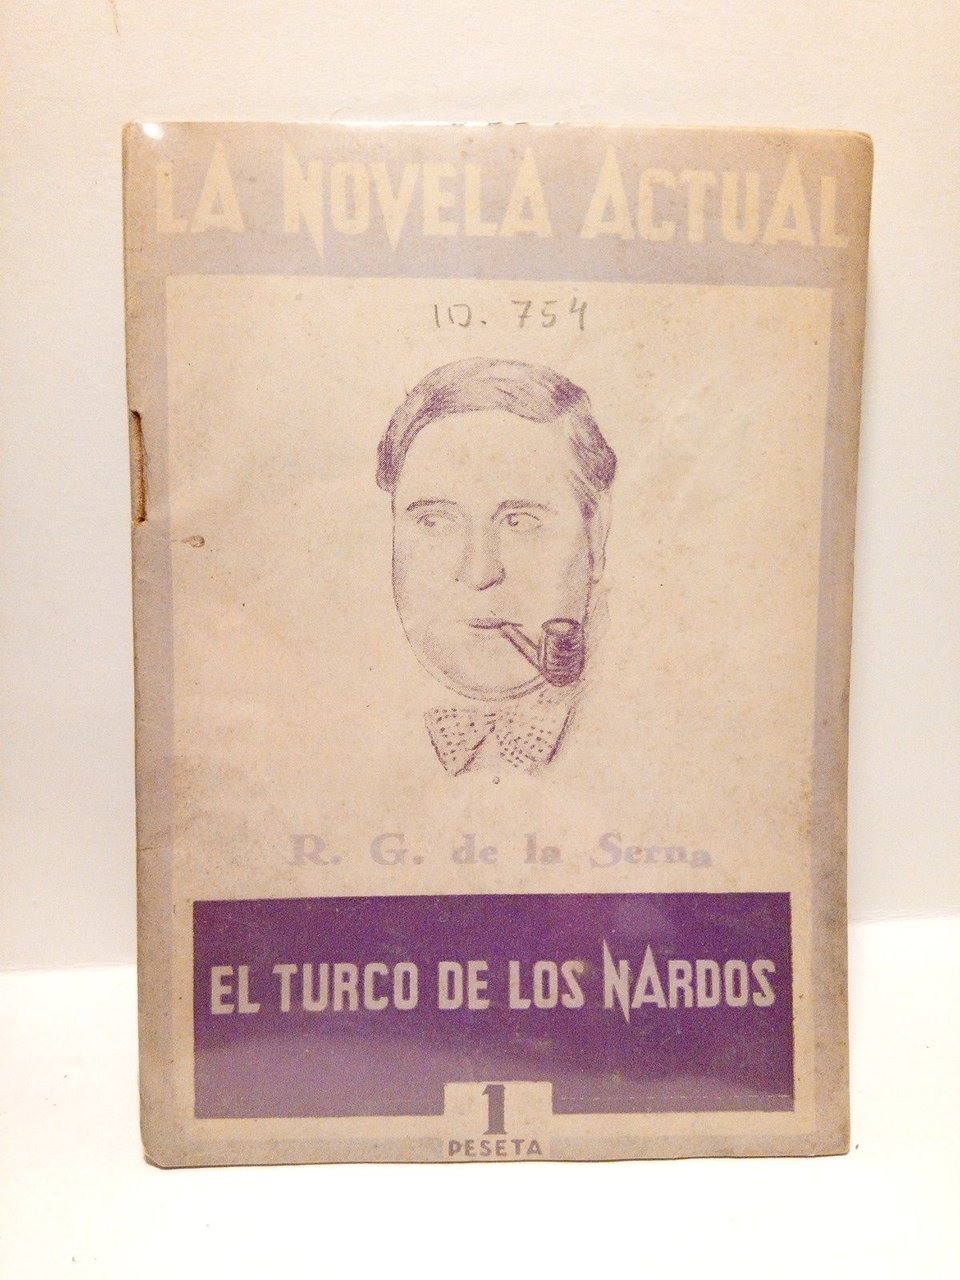 LA NOVELA ACTUAL
ID. 754
R. G. de la Serna
EL TURCO DE LOS NARDOS
1
PESETA